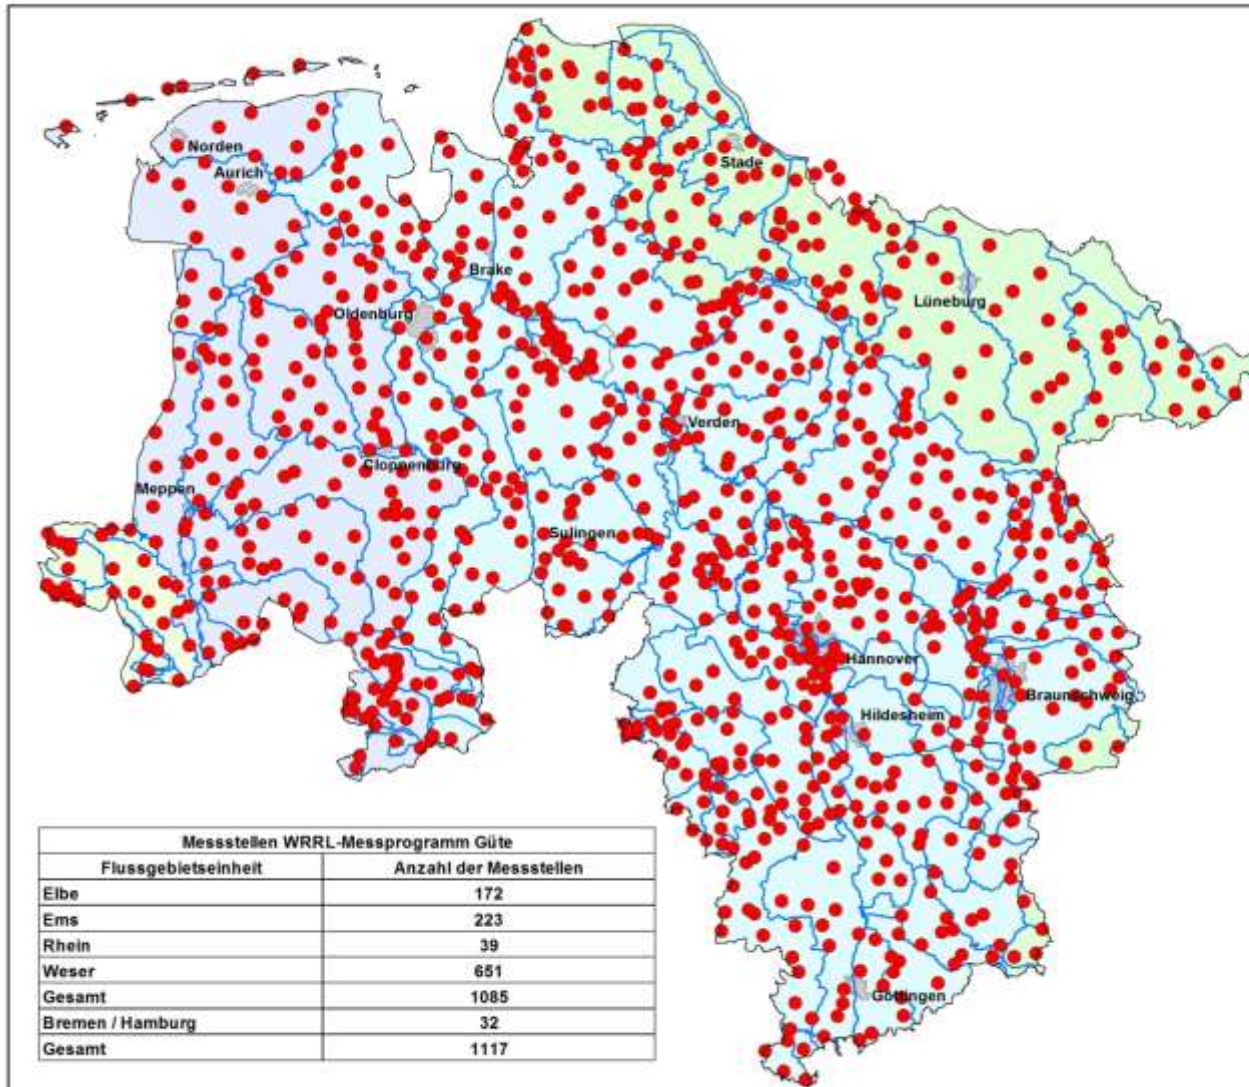 Norden
Aurich
Stade
Brake
Lüneburg
Oldenburg
Verden
Cloppenburg
Meppen
Sulingen
Hannover
Braunschweig
Hildesheim
Göttingen
Messstellen WRRL-Messprogramm Güte
Flussgebietseinheit Anzahl der Messstellen
Elbe 172
Ems 223
Rhein 39
Weser 651
Gesamt 1085
Bremen / Hamburg 32
Gesamt 1117